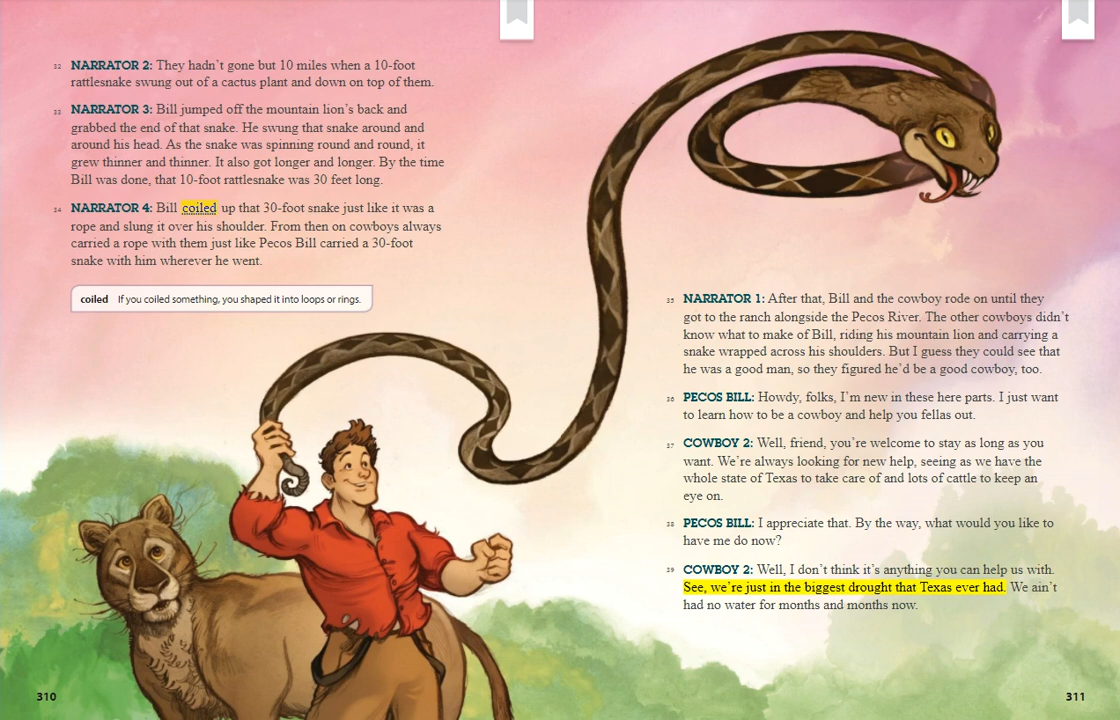 32 NARRATOR 2: They hadn't gone but 10 miles when a 10-foot
rattlesnake swung out of a cactus plant and down on top of them.
33 NARRATOR 3: Bill jumped off the mountain lion's back and
grabbed the end of that snake. He swung that snake around and
around his head. As the snake was spinning round and round, it
grew thinner and thinner. It also got longer and longer. By the time
Bill was done, that 10-foot rattlesnake was 30 feet long.
34 NARRATOR 4: Bill coiled up that 30-foot snake just like it was a
rope and slung it over his shoulder. From then on cowboys always
carried a rope with them just like Pecos Bill carried a 30-foot
snake with him wherever he went.
coiled If you coiled something, you shaped it into loops or rings.
310
35 NARRATOR 1: After that, Bill and the cowboy rode on until they
got to the ranch alongside the Pecos River. The other cowboys didn't
know what to make of Bill, riding his mountain lion and carrying a
snake wrapped across his shoulders. But I guess they could see that
he was a good man, so they figured he'd be a good cowboy, too.
36 PECOS BILL: Howdy, folks, I'm new in these here parts. I just want
to learn how to be a cowboy and help you fellas out.
37 COWBOY 2: Well, friend, you're welcome to stay as long as you
want. We're always looking for new help, seeing as we have the
whole state of Texas to take care of and lots of cattle to keep an
eye on.
38 PECOS BILL: I appreciate that. By the way, what would you like to
have me do now?
39 COWBOY 2: Well, I don't think it's anything you can help us with.
See, we're just in the biggest drought that Texas ever had. We ain't
had no water for months and months now.
311